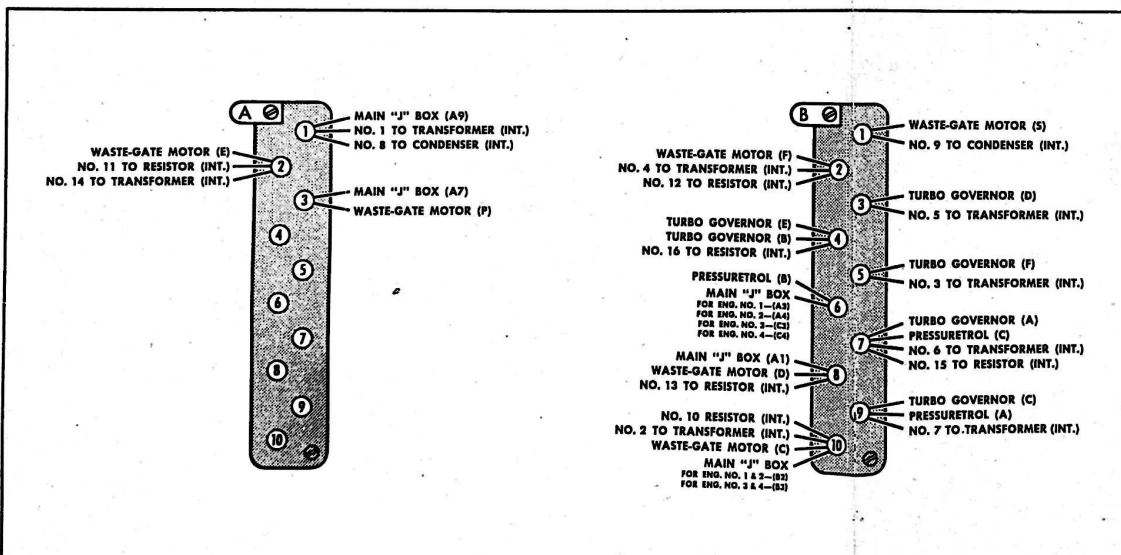 A
1
MAIN "J" BOX (A9)
NO. 1 TO TRANSFORMER (INT.)
NO. 8 TO CONDENSER (INT.)
WASTE-GATE MOTOR (E)
NO. 11 TO RESISTOR (INT.)
NO. 14 TO TRANSFORMER (INT.)
2
3
MAIN "J" BOX (A7)
WASTE-GATE MOTOR (P)
4
5
6
7
8
9
10
B
1
WASTE-GATE MOTOR (S)
NO. 9 TO CONDENSER (INT.)
WASTE-GATE MOTOR (F)
NO. 4 TO TRANSFORMER (INT.)
NO. 12 TO RESISTOR (INT.)
2
3
TURBO GOVERNOR (D)
NO. 5 TO TRANSFORMER (INT.)
TURBO GOVERNOR (E)
TURBO GOVERNOR (B)
NO. 16 TO RESISTOR (INT.)
4
5
TURBO GOVERNOR (F)
NO. 3 TO TRANSFORMER (INT.)
PRESSURETROL (B)
MAIN "J" BOX
FOR ENG. NO. 1—(A3)
FOR ENG. NO. 2—(A4)
FOR ENG. NO. 3—(C3)
FOR ENG. NO. 4—(C4)
6
7
TURBO GOVERNOR (A)
PRESSURETROL (C)
NO. 6 TO TRANSFORMER (INT.)
NO. 15 TO RESISTOR (INT.)
MAIN "J" BOX (A1)
WASTE-GATE MOTOR (D)
NO. 13 TO RESISTOR (INT.)
8
9
TURBO GOVERNOR (C)
PRESSURETROL (A)
NO. 7 TO TRANSFORMER (INT.)
NO. 10 RESISTOR (INT.)
NO. 2 TO TRANSFORMER (INT.)
WASTE-GATE MOTOR (C)
MAIN "J" BOX
FOR ENG. NO. 1 & 2—(B2)
FOR ENG. NO. 3 & 4—(B3)
10